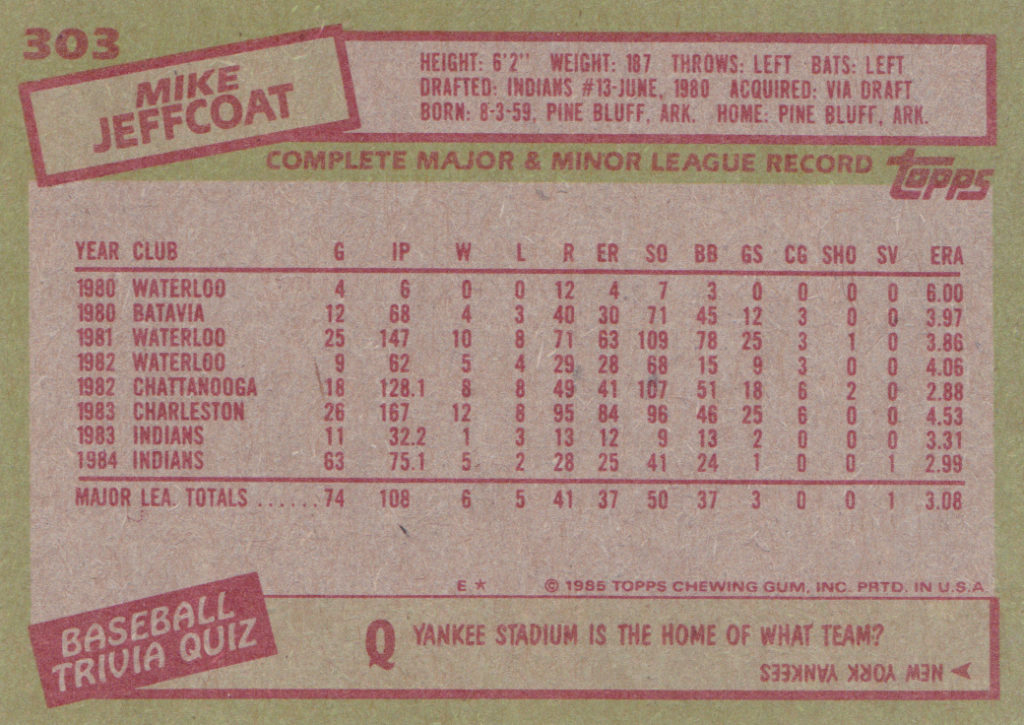 303
MIKE
JEFFCOAT
HEIGHT: 6'2" WEIGHT: 187 THROWS: LEFT BATS: LEFT
DRAFTED: INDIANS #13-JUNE, 1980 ACQUIRED: VIA DRAFT
BORN: 8-3-59, PINE BLUFF, ARK. HOME: PINE BLUFF, ARK.
COMPLETE MAJOR & MINOR LEAGUE RECORD
Topps
YEAR CLUB G IP W L R ER SO BB GS CG SHO SV ERA
1980 WATERLOO 4 6 0 0 12 4 7 3 0 0 0 0 6.00
1980 BATAVIA 12 68 4 3 40 30 71 45 12 3 0 0 3.97
1981 WATERLOO 25 147 10 8 71 63 109 78 25 3 1 0 3.86
1982 WATERLOO 9 62 5 4 29 28 68 15 9 3 0 0 4.06
1982 CHATTANOOGA 18 128.1 8 8 49 41 107 51 18 6 2 0 2.88
1983 CHARLESTON 26 167 12 8 95 84 96 46 25 6 0 0 4.53
1983 INDIANS 11 32.2 1 3 13 12 9 13 2 0 0 0 3.31
1984 INDIANS 63 75.1 5 2 28 25 41 24 1 0 0 1 2.99
MAJOR LEA. TOTALS ...... 74 108 6 5 41 37 50 37 3 0 0 1 3.08
E ★ © 1985 TOPPS CHEWING GUM, INC. PRTD. IN U.S.A.
BASEBALL
TRIVIA QUIZ
Q YANKEE STADIUM IS THE HOME OF WHAT TEAM?
NEW YORK YANKEES